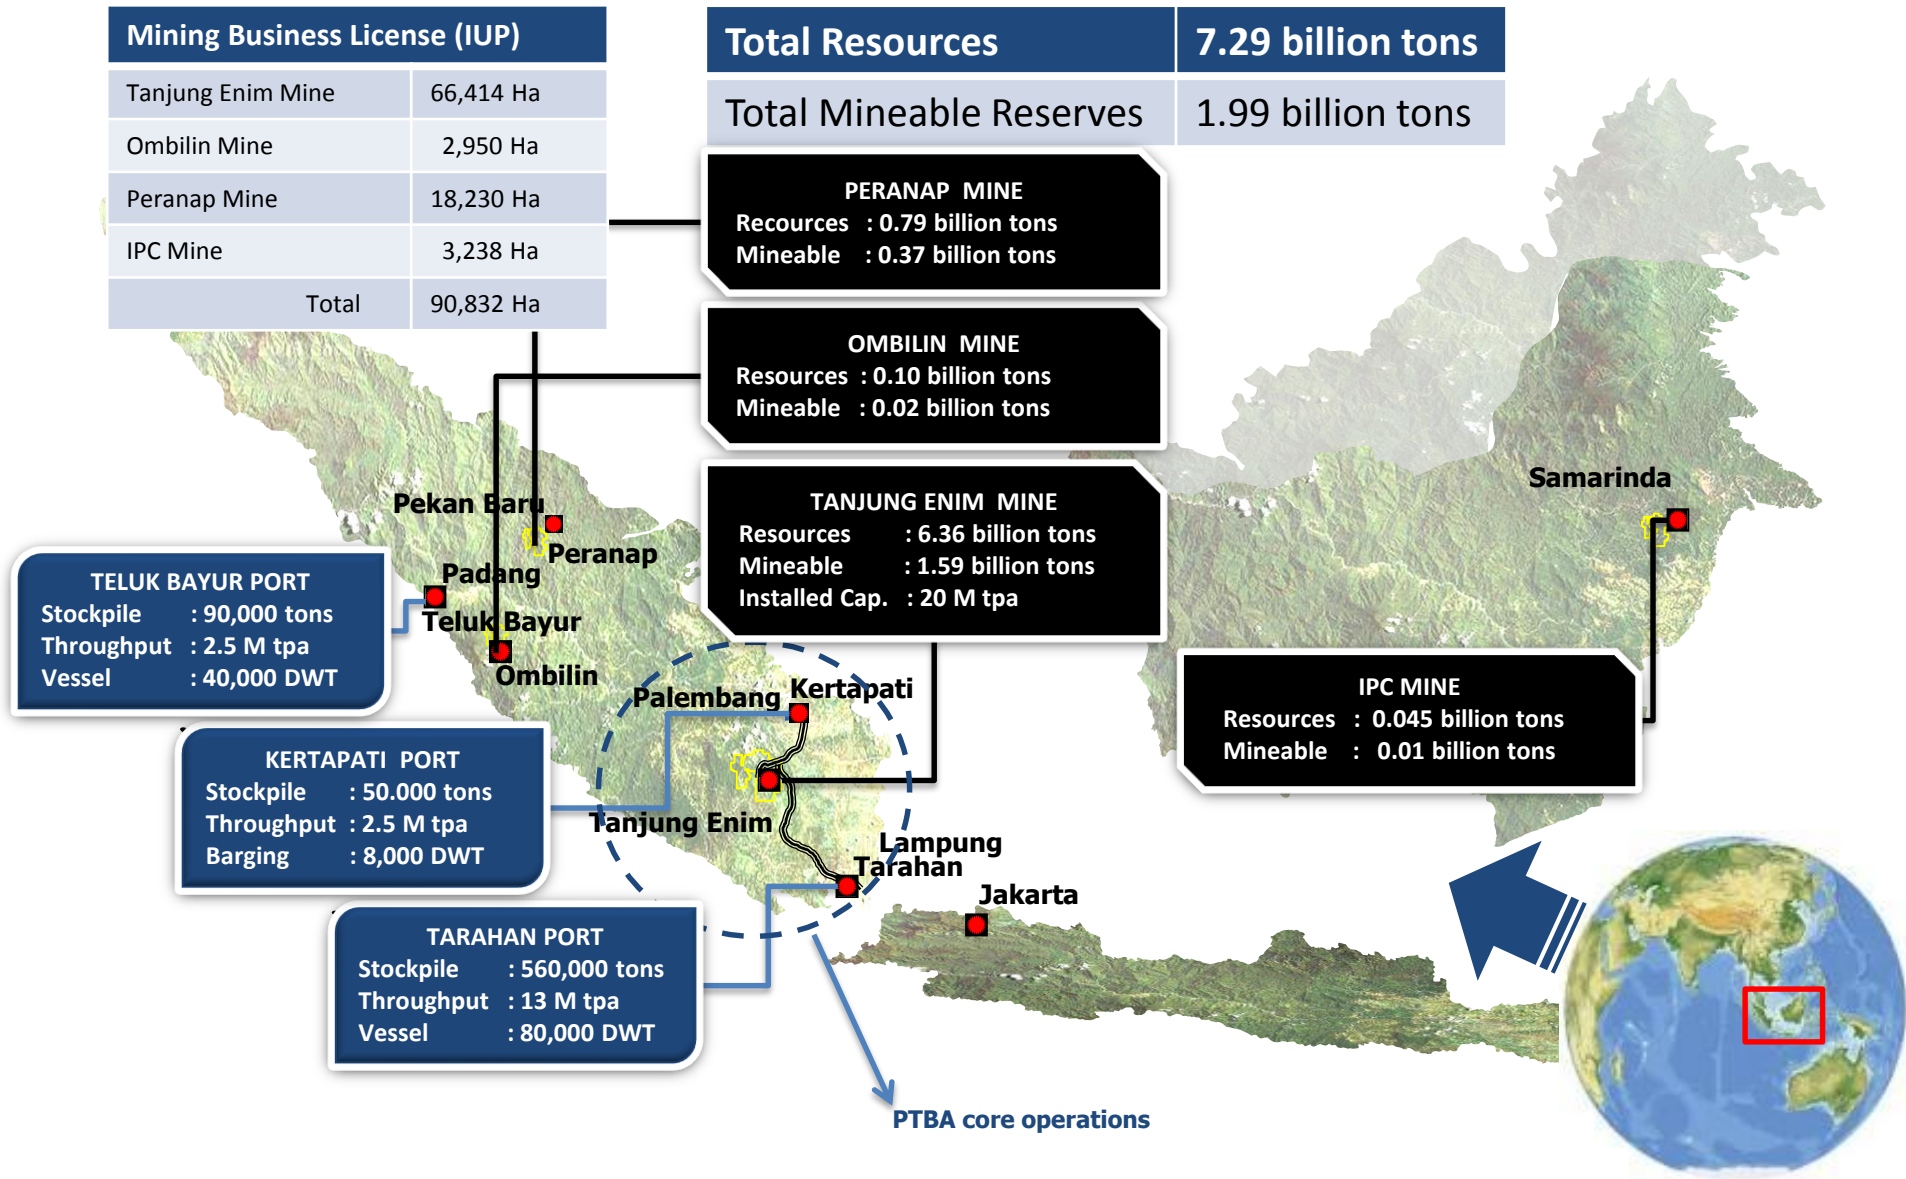 Mining Business License (IUP)
Tanjung Enim Mine 66,414 Ha
Ombilin Mine 2,950 Ha
Peranap Mine 18,230 Ha
IPC Mine 3,238 Ha
Total 90,832 Ha
Total Resources 7.29 billion tons
Total Mineable Reserves 1.99 billion tons
PERANAP MINE
Recources : 0.79 billion tons
Mineable : 0.37 billion tons
OMBILIN MINE
Resources : 0.10 billion tons
Mineable : 0.02 billion tons
TANJUNG ENIM MINE
Resources : 6.36 billion tons
Mineable : 1.59 billion tons
Installed Cap. : 20 M tpa
Samarinda
IPC MINE
Resources : 0.045 billion tons
Mineable : 0.01 billion tons
Pekan Baru
Peranap
Padang
Teluk Bayur
Ombilin
TELUK BAYUR PORT
Stockpile : 90,000 tons
Throughput : 2.5 M tpa
Vessel : 40,000 DWT
Palembang
Kertapati
KERTAPATI PORT
Stockpile : 50.000 tons
Throughput : 2.5 M tpa
Barging : 8,000 DWT
Tanjung Enim
Lampung
Tarahan
Jakarta
TARAHAN PORT
Stockpile : 560,000 tons
Throughput : 13 M tpa
Vessel : 80,000 DWT
PTBA core operations